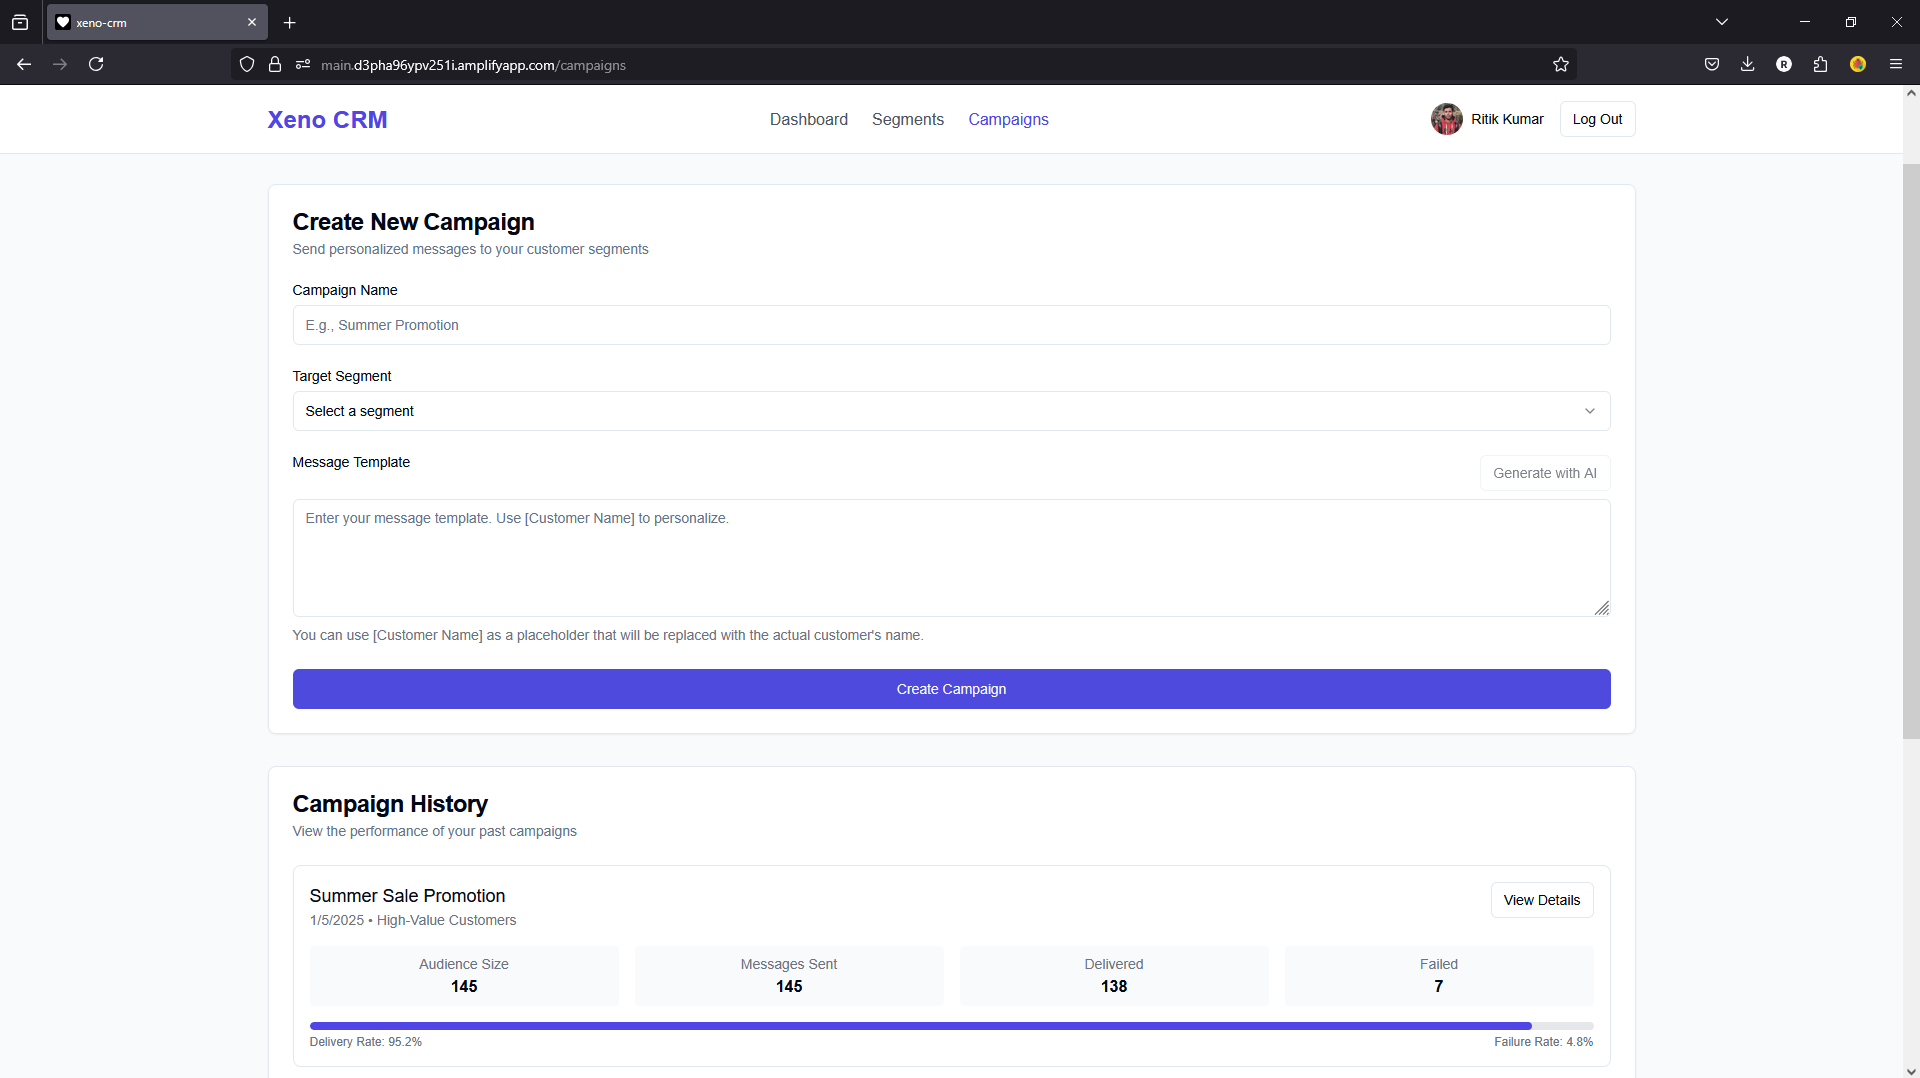 xeno-crm
main.d3pha96ypv251i.amplifyapp.com/campaigns
R
Xeno CRM
Dashboard Segments Campaigns
Ritik Kumar
Log Out
Create New Campaign
Send personalized messages to your customer segments
Campaign Name
E.g., Summer Promotion
Target Segment
Select a segment
Message Template
Generate with AI
Enter your message template. Use [Customer Name] to personalize.
You can use [Customer Name] as a placeholder that will be replaced with the actual customer's name.
Create Campaign
Campaign History
View the performance of your past campaigns
Summer Sale Promotion
View Details
1/5/2025 • High-Value Customers
Audience Size Messages Sent Delivered Failed
145 145 138 7
Delivery Rate: 95.2% Failure Rate: 4.8%